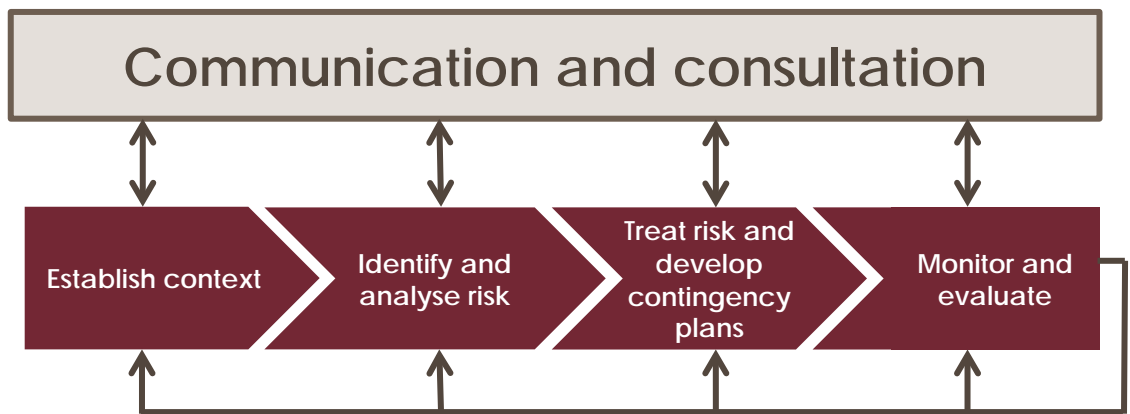 Communication and consultation
Establish context
Identify and
analyse risk
Treat risk and
develop
contingency
plans
Monitor and
evaluate